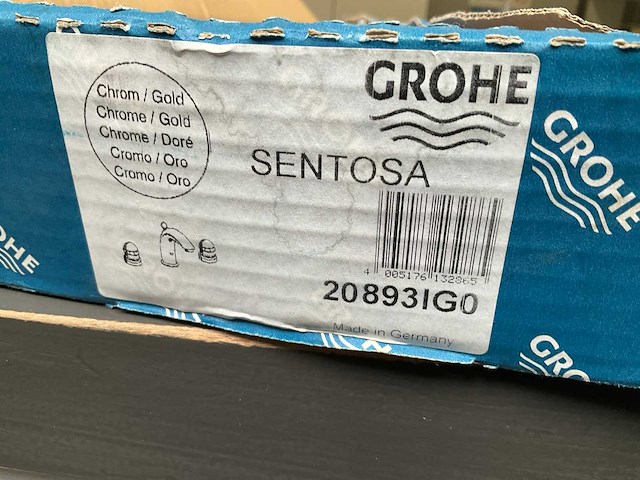 GROHE
Chrom / Gold
Chrome / Gold
Chrome / Doré
Cromo / Oro
Cromo / Oro
SENTOSA
4 005176 132865
20893IG0
Made in Germany
GROHE
GROHE
GRO